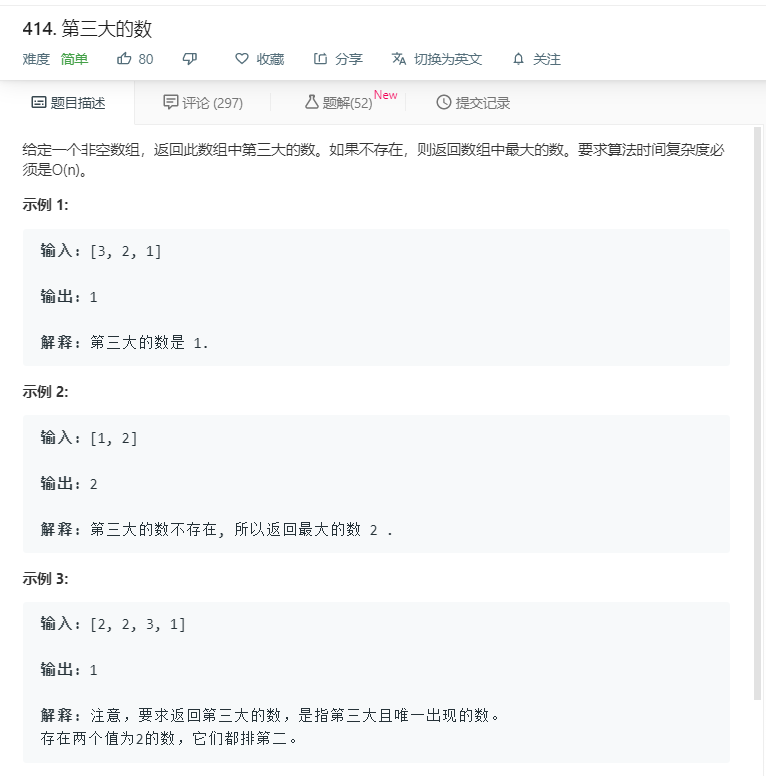 414. 第三大的数
难度 简单 80 收藏 分享 切换为英文 关注
题目描述 评论 (297) 题解(52) New 提交记录
给定一个非空数组，返回此数组中第三大的数。如果不存在，则返回数组中最大的数。要求算法时间复杂度必
须是O(n)。
示例 1:
输入: [3, 2, 1]
输出: 1
解释: 第三大的数是 1.
示例 2:
输入: [1, 2]
输出: 2
解释: 第三大的数不存在, 所以返回最大的数 2 .
示例 3:
输入: [2, 2, 3, 1]
输出: 1
解释: 注意，要求返回第三大的数，是指第三大且唯一出现的数。
存在两个值为2的数，它们都排第二。